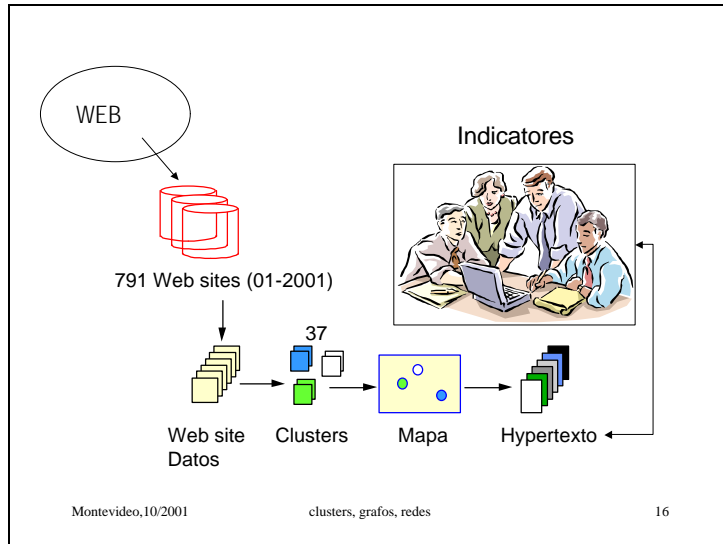 WEB
Indicatores
791 Web sites (01-2001)
37
Web site
Datos
Clusters
Mapa
Hypertexto
Montevideo,10/2001
clusters, grafos, redes
16